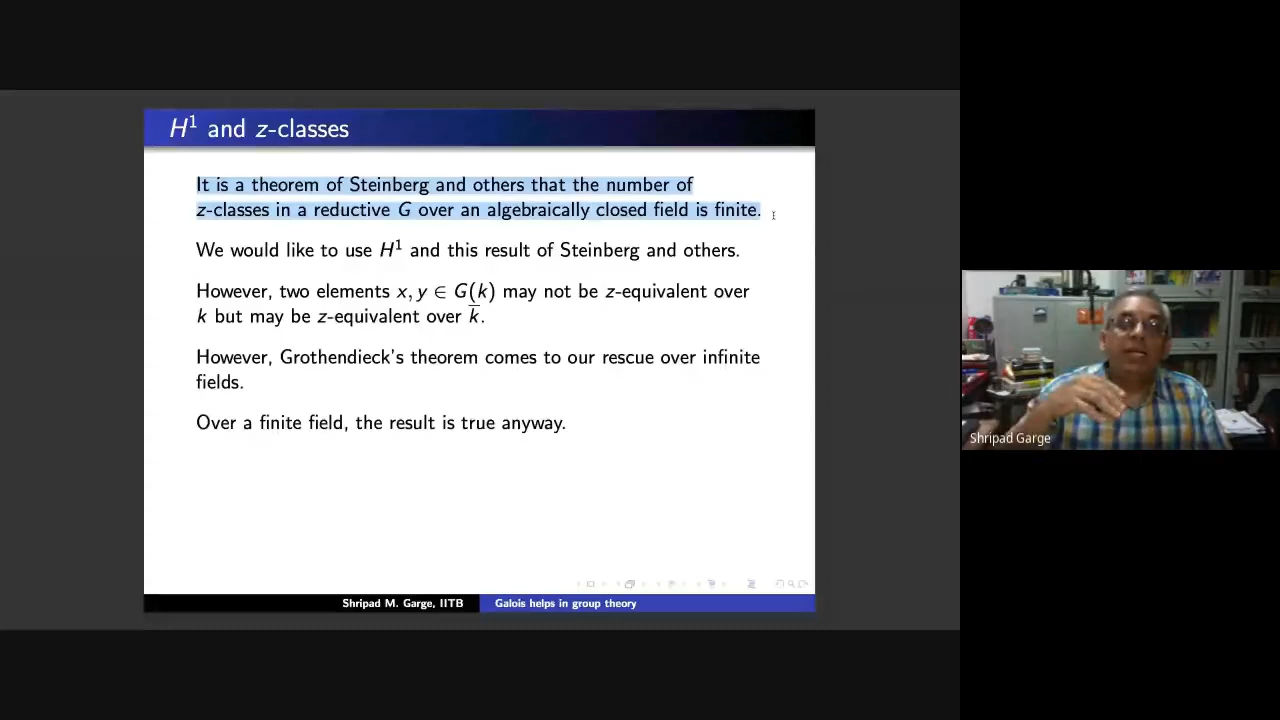 H¹ and z-classes
It is a theorem of Steinberg and others that the number of
z-classes in a reductive G over an algebraically closed field is finite.
We would like to use H¹ and this result of Steinberg and others.
However, two elements x, y ∈ G(k) may not be z-equivalent over
k but may be z-equivalent over k̅.
However, Grothendieck's theorem comes to our rescue over infinite
fields.
Over a finite field, the result is true anyway.
Shripad M. Garge, IITB
Galois helps in group theory
Shripad Garge